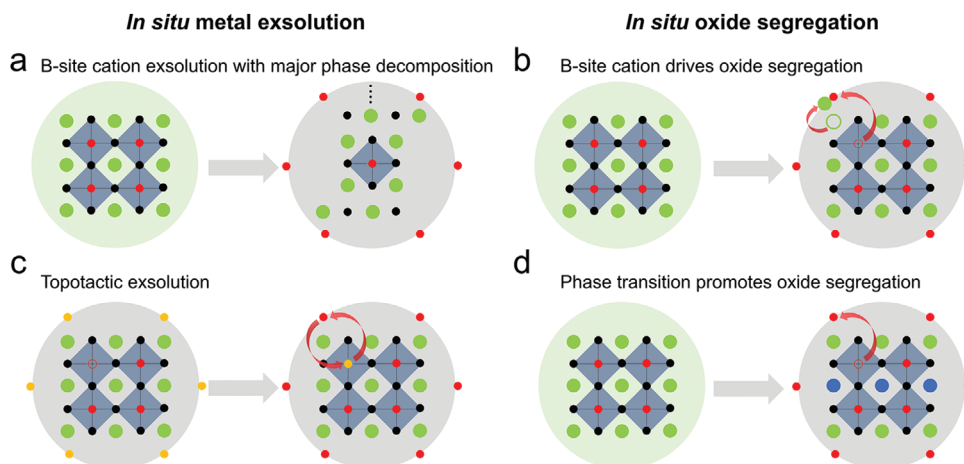 In situ metal exsolution
In situ oxide segregation
a
B-site cation exsolution with major phase decomposition
b
B-site cation drives oxide segregation
c
Topotactic exsolution
d
Phase transition promotes oxide segregation